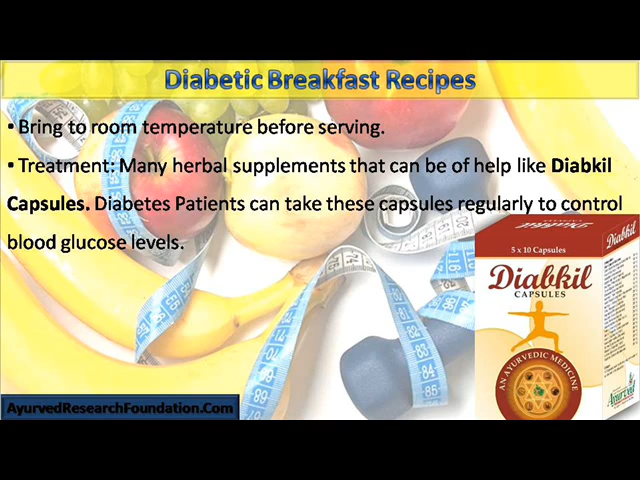 Diabetic Breakfast Recipes
• Bring to room temperature before serving.
• Treatment: Many herbal supplements that can be of help like Diabkil
Capsules. Diabetes Patients can take these capsules regularly to control
blood glucose levels.
Diabkil
5 x 10 Capsules
Diabkil
CAPSULES
AN AYURVEDIC MEDICINE
AyurvedResearchFoundation.Com